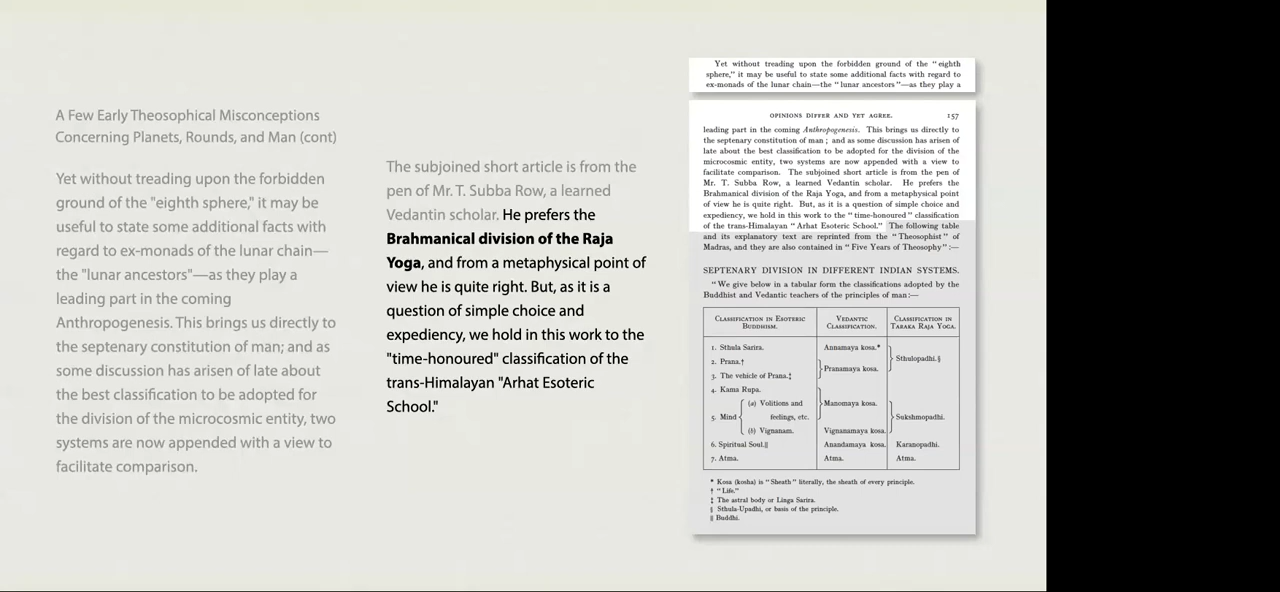 A Few Early Theosophical Misconceptions
Concerning Planets, Rounds, and Man (cont)
Yet without treading upon the forbidden
ground of the "eighth sphere," it may be
useful to state some additional facts with
regard to ex-monads of the lunar chain—
the "lunar ancestors"—as they play a
leading part in the coming
Anthropogenesis. This brings us directly to
the septenary constitution of man; and as
some discussion has arisen of late about
the best classification to be adopted for
the division of the microcosmic entity, two
systems are now appended with a view to
facilitate comparison.
The subjoined short article is from the
pen of Mr. T. Subba Row, a learned
Vedantin scholar. He prefers the
Brahmanical division of the Raja
Yoga, and from a metaphysical point of
view he is quite right. But, as it is a
question of simple choice and
expediency, we hold in this work to the
"time-honoured" classification of the
trans-Himalayan "Arhat Esoteric
School."
Yet without treading upon the forbidden ground of the "eighth
sphere," it may be useful to state some additional facts with regard to
ex-monads of the lunar chain—the "lunar ancestors"—as they play a
OPINIONS DIFFER AND YET AGREE. 157
leading part in the coming Anthropogenesis. This brings us directly to
the septenary constitution of man; and as some discussion has arisen of
late about the best classification to be adopted for the division of the
microcosmic entity, two systems are now appended with a view to
facilitate comparison. The subjoined short article is from the pen of
Mr. T. Subba Row, a learned Vedantin scholar. He prefers the
Brahmanical division of the Raja Yoga, and from a metaphysical point
of view he is quite right. But, as it is a question of simple choice and
expediency, we hold in this work to the "time-honoured" classification
of the trans-Himalayan "Arhat Esoteric School." The following table
and its explanatory text are reprinted from the "Theosophist" of
Madras, and they are also contained in "Five Years of Theosophy":—
SEPTENARY DIVISION IN DIFFERENT INDIAN SYSTEMS.
"We give below in a tabular form the classifications adopted by the
Buddhist and Vedantic teachers of the principles of man:—
CLASSIFICATION IN ESOTERIC BUDDHISM. VEDANTIC CLASSIFICATION. CLASSIFICATION IN TARAKA RAJA YOGA.
1. Sthula Sarira. Annamaya kosa.*
Sthulopadhi.§
2. Prana.†
Pranamaya kosa.
3. The vehicle of Prana.‡
4. Kama Rupa.
(a) Volitions and Manomaya kosa.
5. Mind feelings, etc. Sukshmopadhi.
(b) Vignanam. Vignanamaya kosa.
6. Spiritual Soul.|| Anandamaya kosa. Karanopadhi.
7. Atma. Atma. Atma.
* Kosa (kosha) is "Sheath" literally, the sheath of every principle.
† "Life."
‡ The astral body or Linga Sarira.
§ Sthula-Upadhi, or basis of the principle.
|| Buddhi.